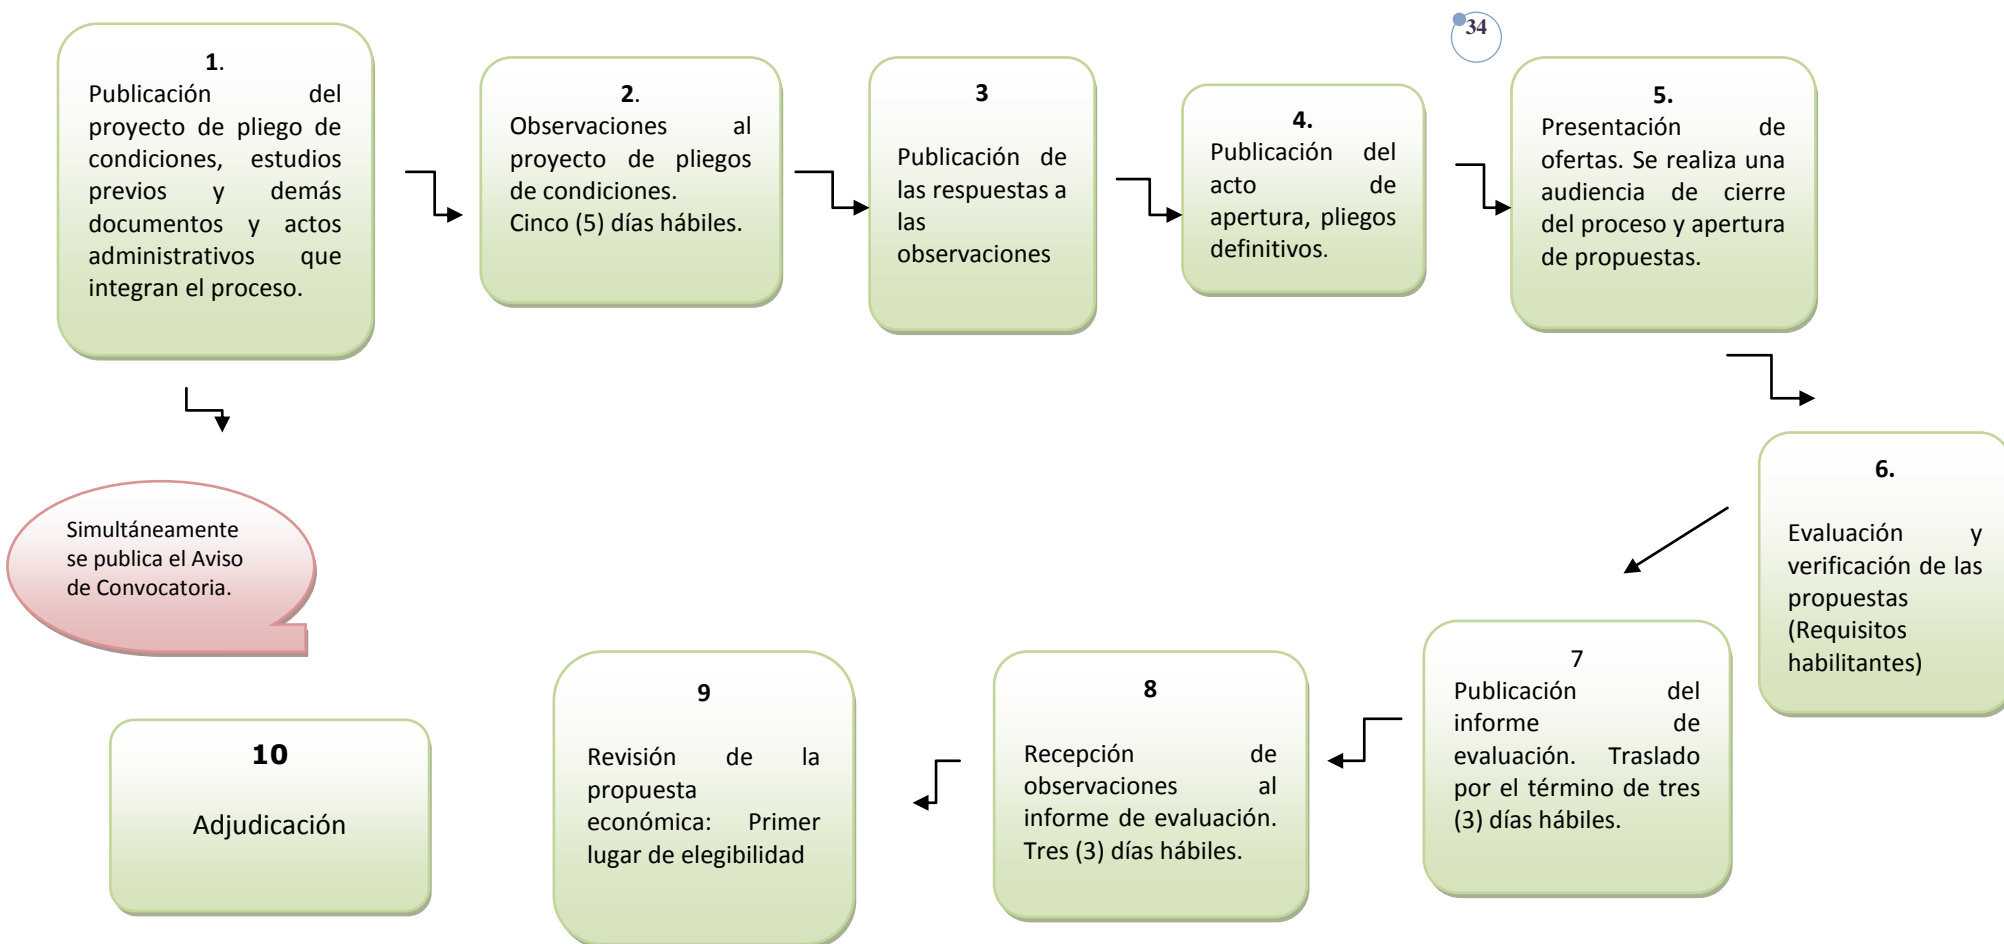 34
1.
Publicación del
proyecto de pliego de
condiciones, estudios
previos y demás
documentos y actos
administrativos que
integran el proceso.
2.
Observaciones al
proyecto de pliegos
de condiciones.
Cinco (5) días hábiles.
3
Publicación de
las respuestas a
las
observaciones
4.
Publicación del
acto de
apertura, pliegos
definitivos.
5.
Presentación de
ofertas. Se realiza una
audiencia de cierre
del proceso y apertura
de propuestas.
Simultáneamente
se publica el Aviso
de Convocatoria.
6.
Evaluación y
verificación de las
propuestas
(Requisitos
habilitantes)
7
Publicación del
informe de
evaluación. Traslado
por el término de tres
(3) días hábiles.
8
Recepción de
observaciones al
informe de evaluación.
Tres (3) días hábiles.
9
Revisión de la
propuesta
económica: Primer
lugar de elegibilidad
10
Adjudicación